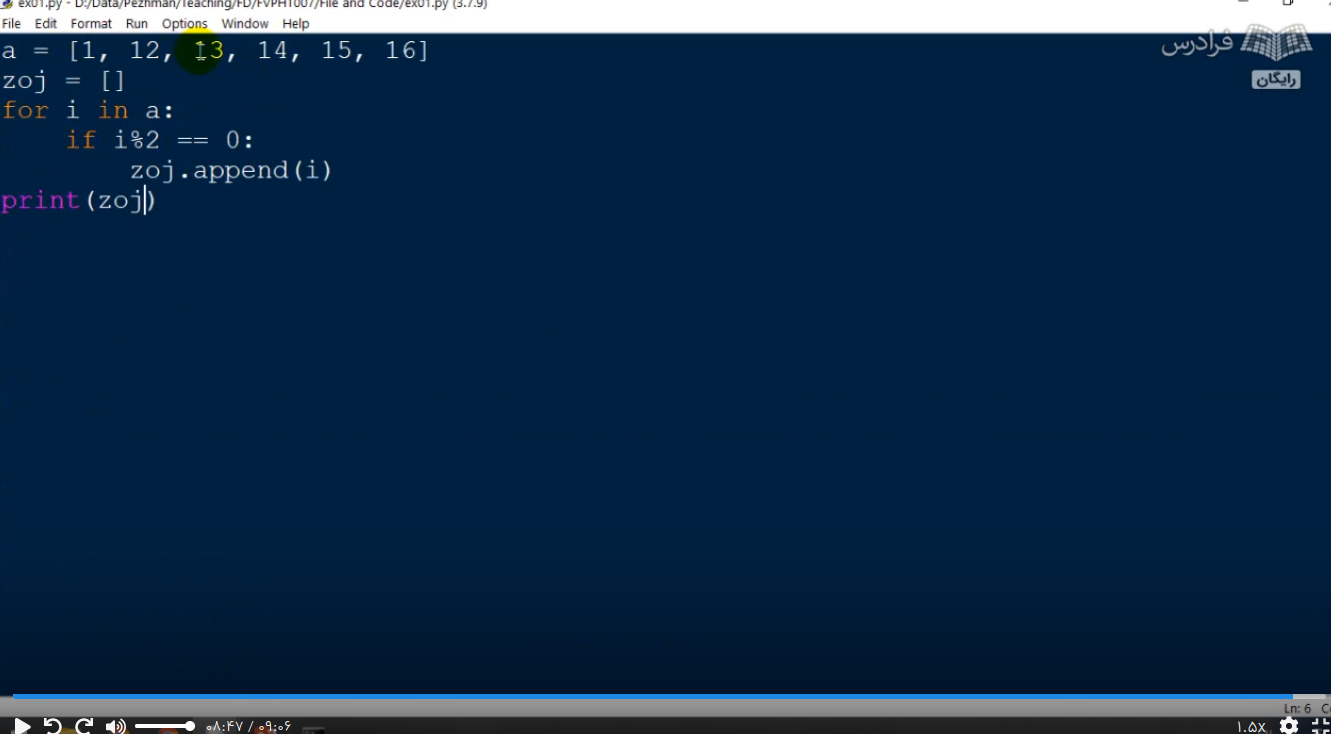 ex01.py - D:/Data/Pezhman/Teaching/FD/FVPHT007/File and Code/ex01.py (3.7.9)
File Edit Format Run Options Window Help
a = [1, 12, 13, 14, 15, 16]
zoj = []
for i in a:
    if i%2 == 0:
        zoj.append(i)
print(zoj)
فرادرس
رایگان
Ln: 6
۰۸:۴۷ / ۰۹:۰۶
۱.۵X